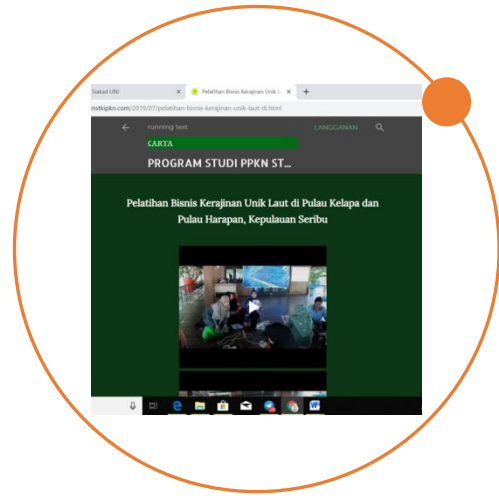 Siakad UNJ
Pelatihan Bisnis Kerajinan Unik L
nstkipkn.com/2019/07/pelatihan-bisnis-kerajinan-unik-laut-di.html
running text
LANGGANAN
CARTA
PROGRAM STUDI PPKN ST...
Pelatihan Bisnis Kerajinan Unik Laut di Pulau Kelapa dan
Pulau Harapan, Kepulauan Seribu